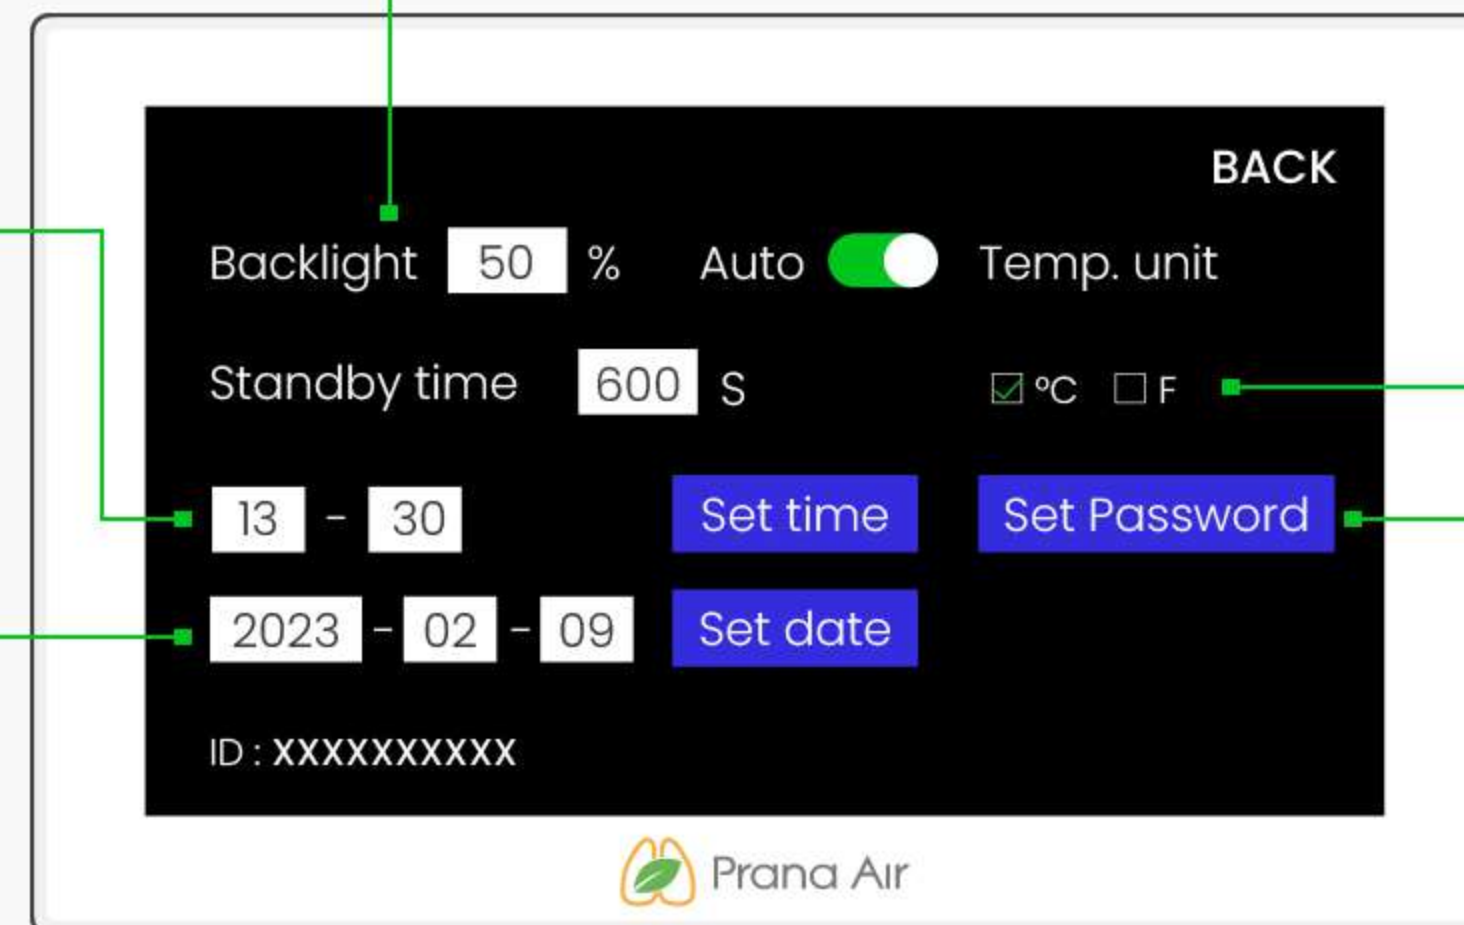 BACK
Backlight 50 % Auto Temp. unit
Standby time 600 S ºC F
13 - 30 Set time Set Password
2023 - 02 - 09 Set date
ID : XXXXXXXXXX
Prana Air